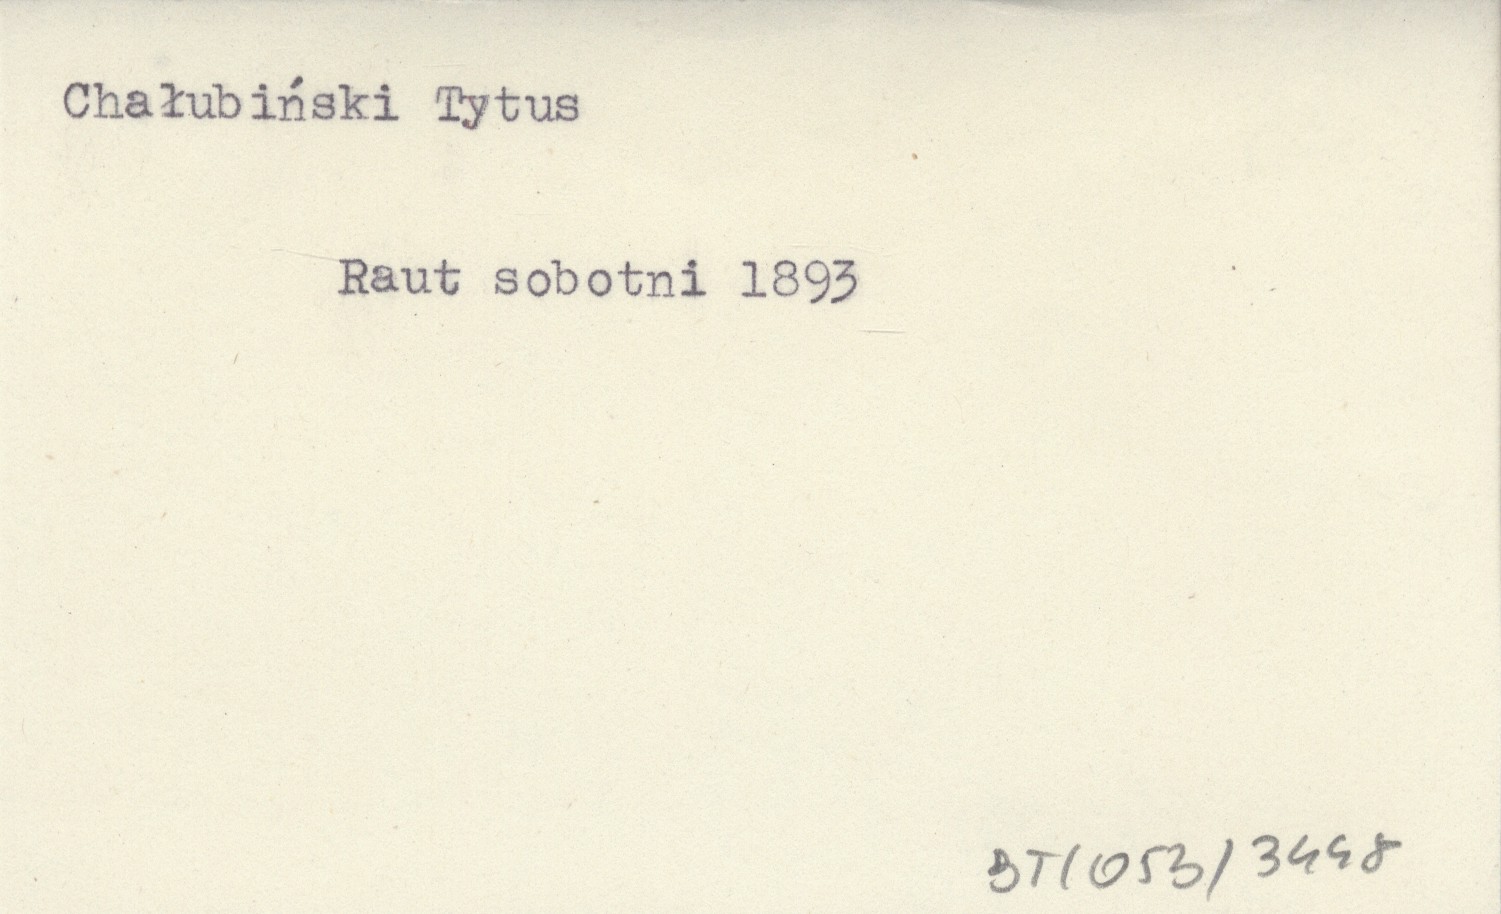 Chałubiński Tytus
Raut sobotni 1893
BT/053/3448